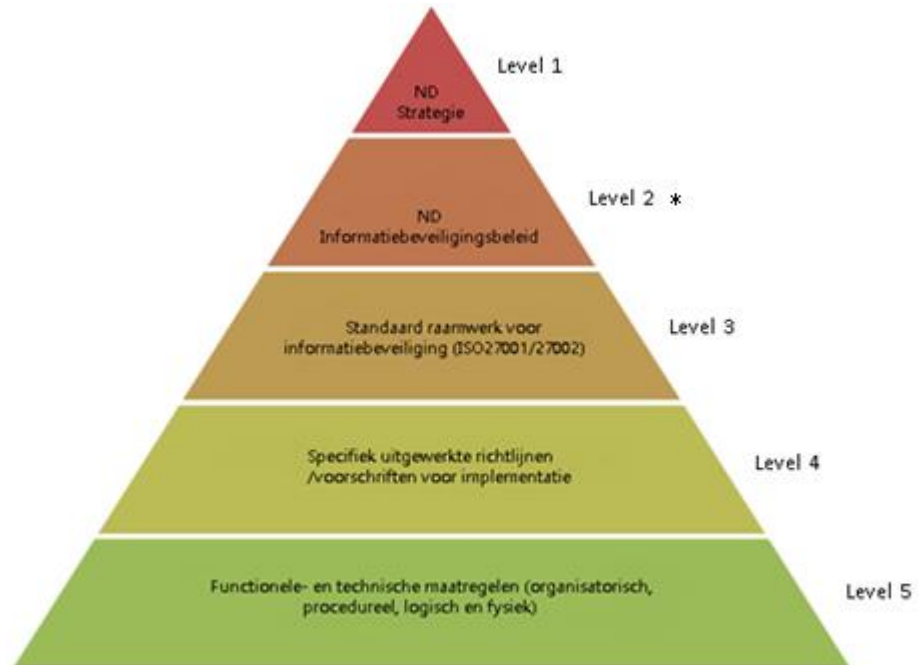 Level 1
ND
Strategie
Level 2 *
ND
Informatiebeveiligingsbeleid
Level 3
Standaard raamwerk voor
informatiebeveiliging (ISO27001/27002)
Level 4
Specifiek uitgewerkte richtlijnen
/voorschriften voor implementatie
Level 5
Functionele- en technische maatregelen (organisatorisch,
procedureel, logisch en fysiek)